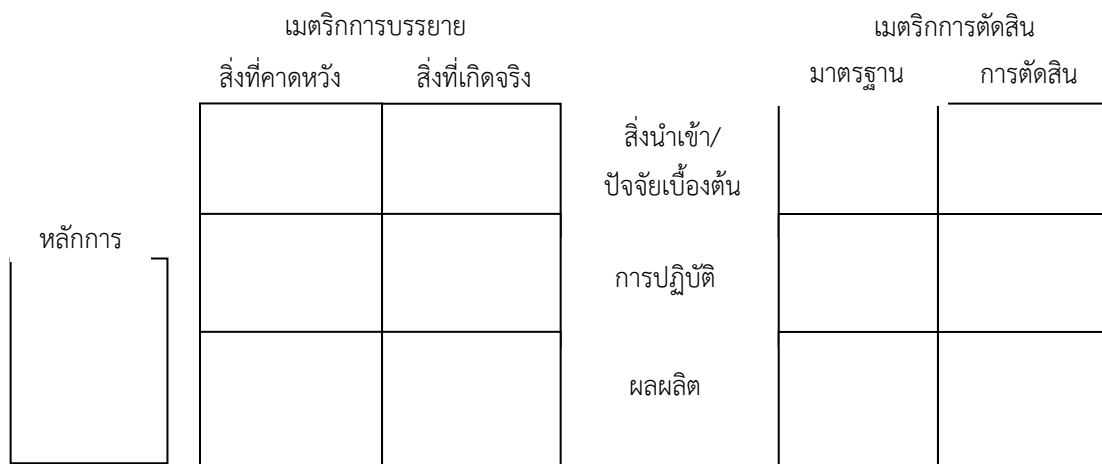 เมตริกการบรรยาย
เมตริกการตัดสิน
สิ่งที่คาดหวัง
สิ่งที่เกิดจริง
มาตรฐาน
การตัดสิน
สิ่งนำเข้า/
ปัจจัยเบื้องต้น
หลักการ
การปฏิบัติ
ผลผลิต